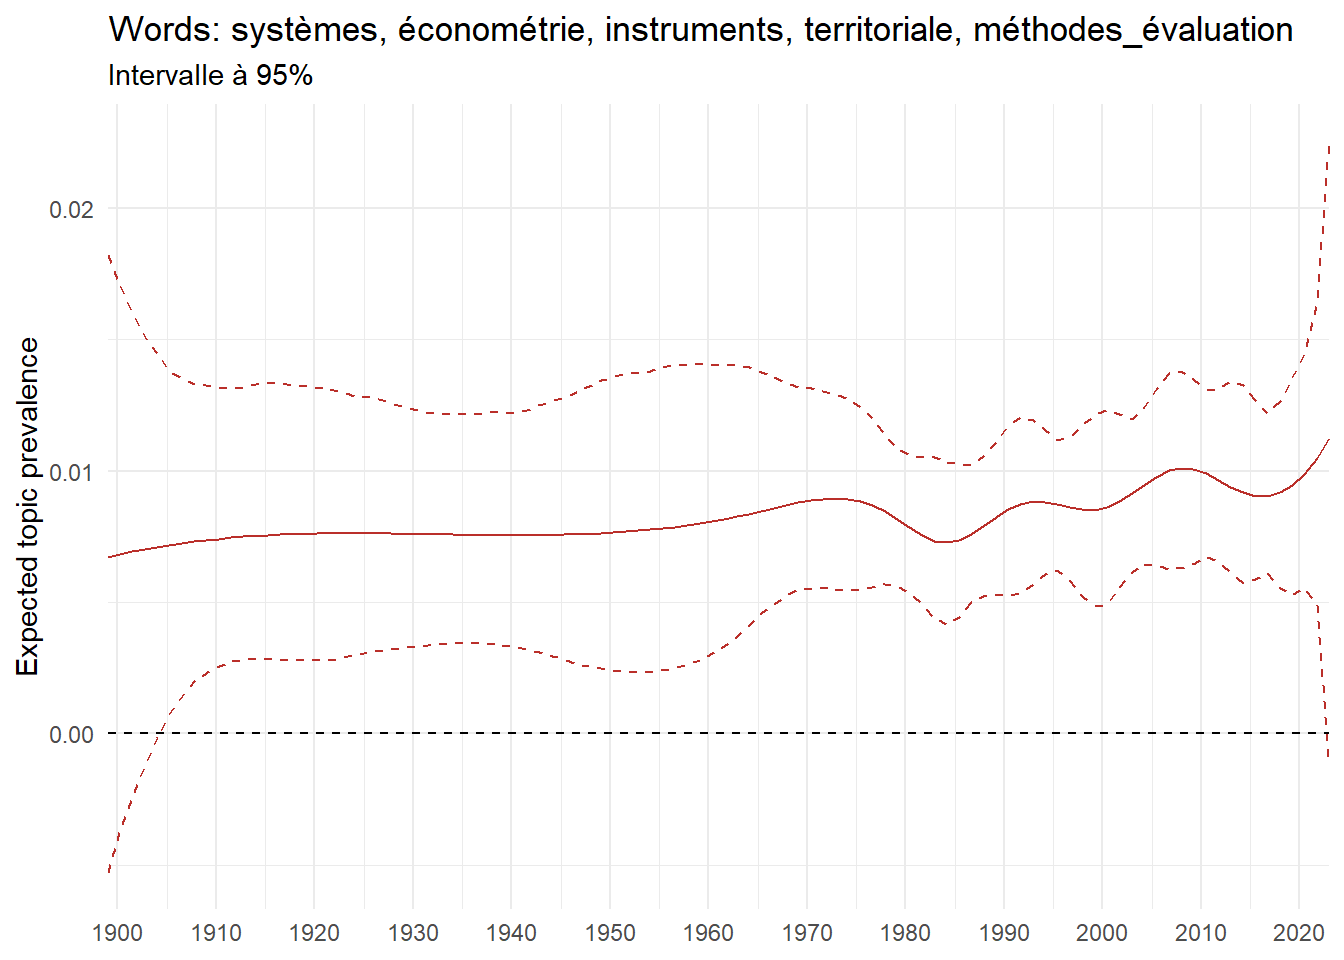 Words: systèmes, économétrie, instruments, territoriale, méthodes_évaluation
Intervalle à 95%
Expected topic prevalence
0.02
0.01
0.00
1900 1910 1920 1930 1940 1950 1960 1970 1980 1990 2000 2010 2020